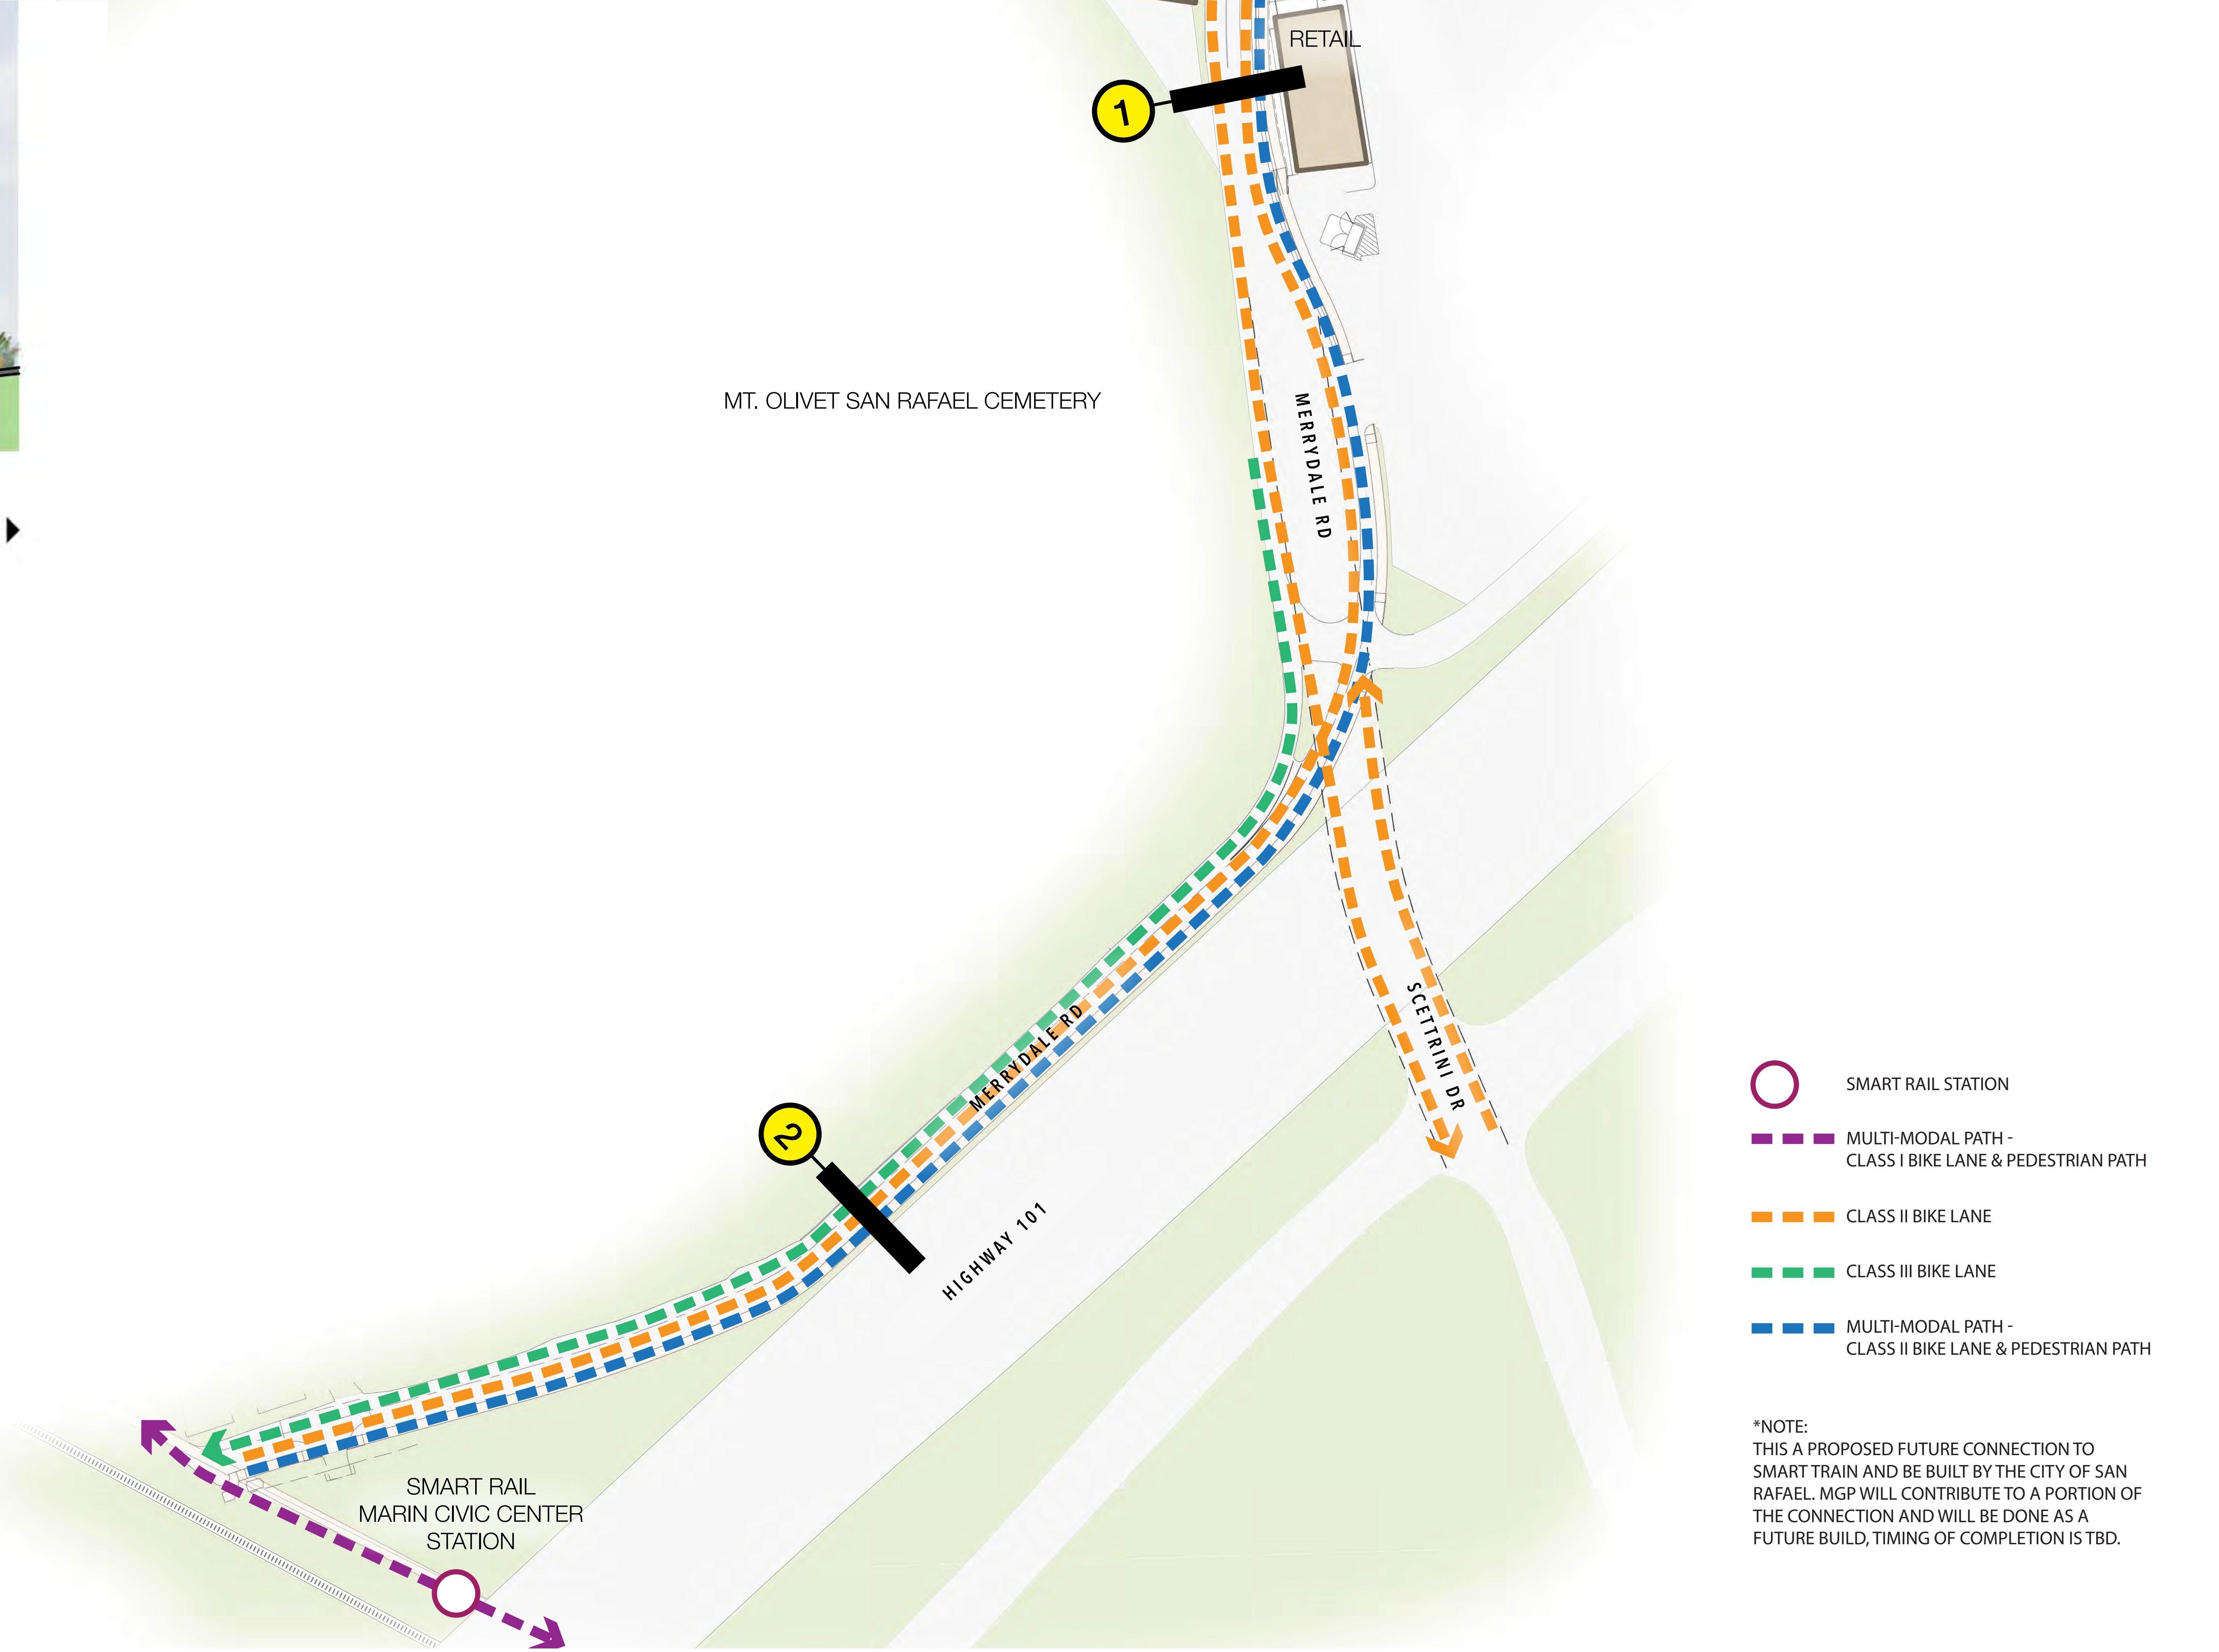 RETAIL
1
MT. OLIVET SAN RAFAEL CEMETERY
MERRYDALE RD
SCETTRINI DR
MERRYDALE RD
2
HIGHWAY 101
SMART RAIL
MARIN CIVIC CENTER
STATION
SMART RAIL STATION
MULTI-MODAL PATH -
CLASS I BIKE LANE & PEDESTRIAN PATH
CLASS II BIKE LANE
CLASS III BIKE LANE
MULTI-MODAL PATH -
CLASS II BIKE LANE & PEDESTRIAN PATH
*NOTE:
THIS A PROPOSED FUTURE CONNECTION TO
SMART TRAIN AND BE BUILT BY THE CITY OF SAN
RAFAEL. MGP WILL CONTRIBUTE TO A PORTION OF
THE CONNECTION AND WILL BE DONE AS A
FUTURE BUILD, TIMING OF COMPLETION IS TBD.